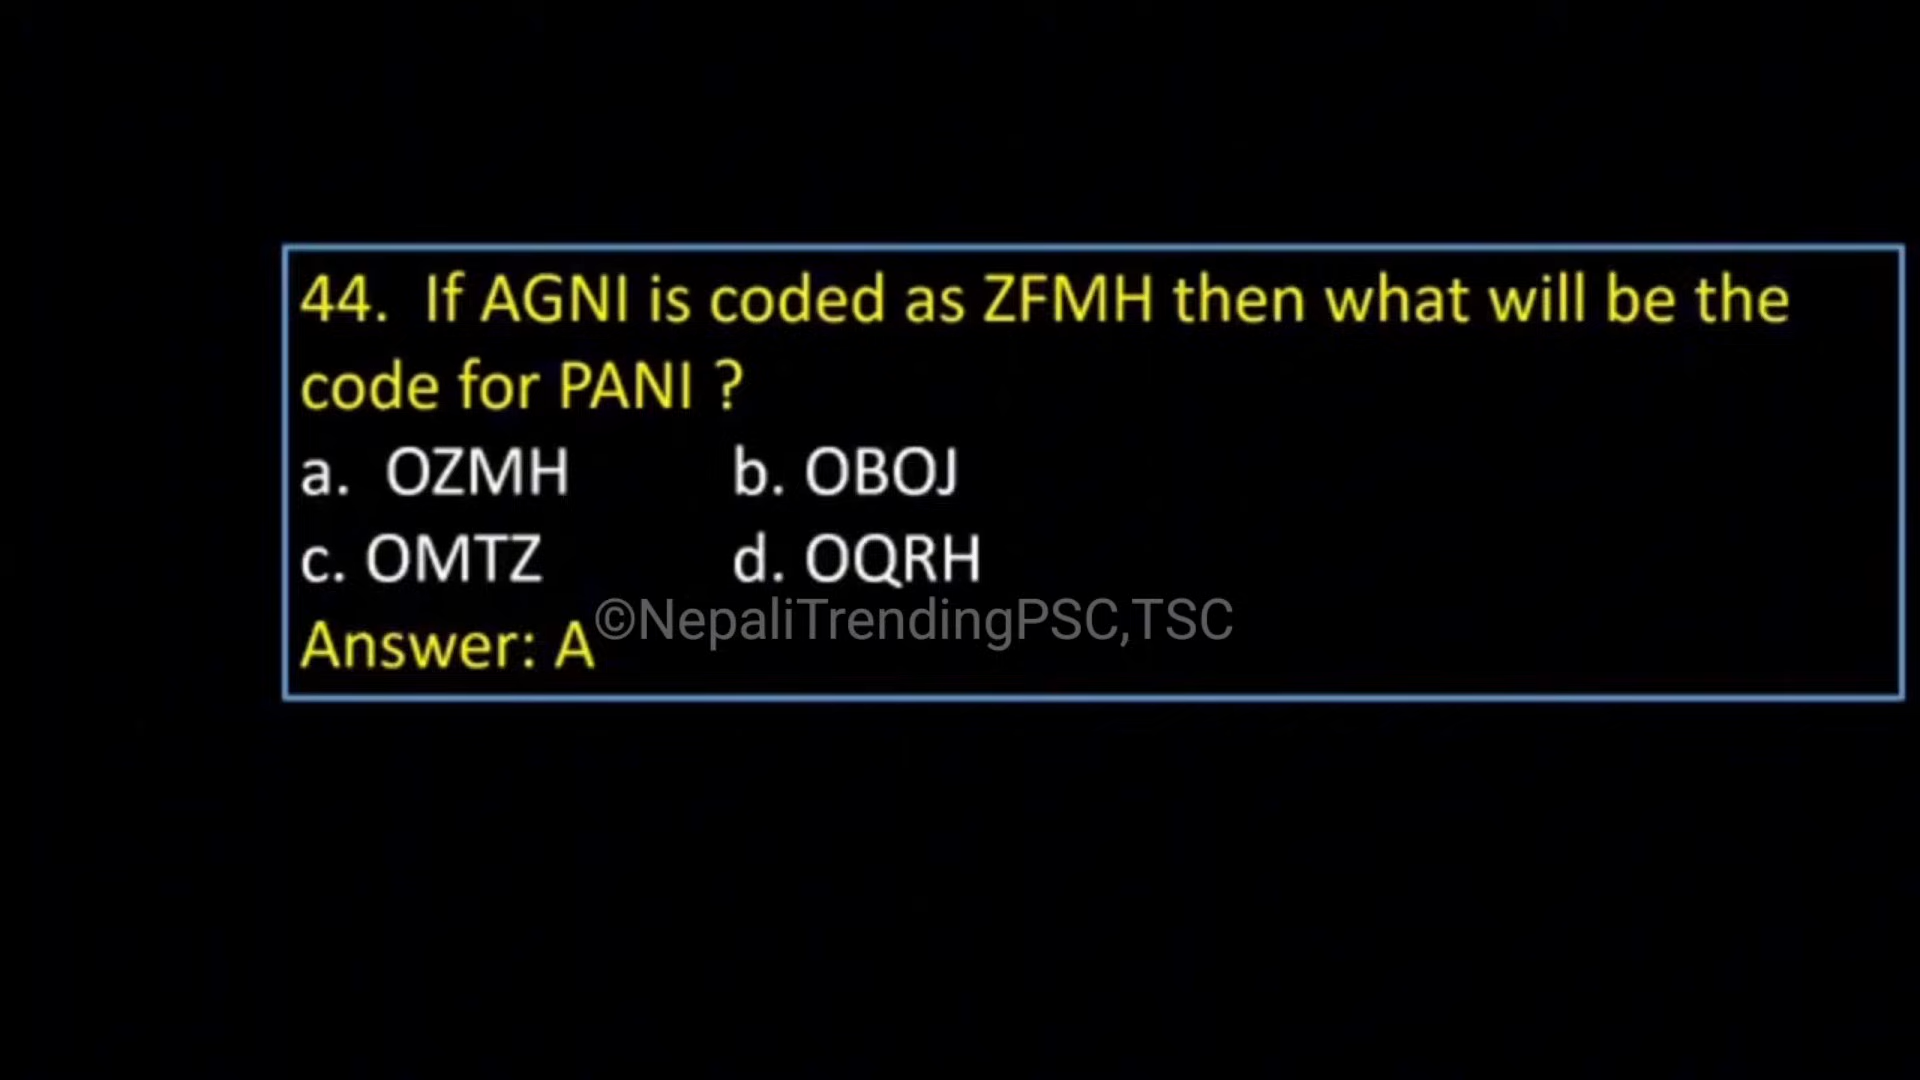 44. If AGNI is coded as ZFMH then what will be the
code for PANI ?
a. OZMH b. OBOJ
c. OMTZ d. OQRH
Answer: A
©NepaliTrendingPSC,TSC